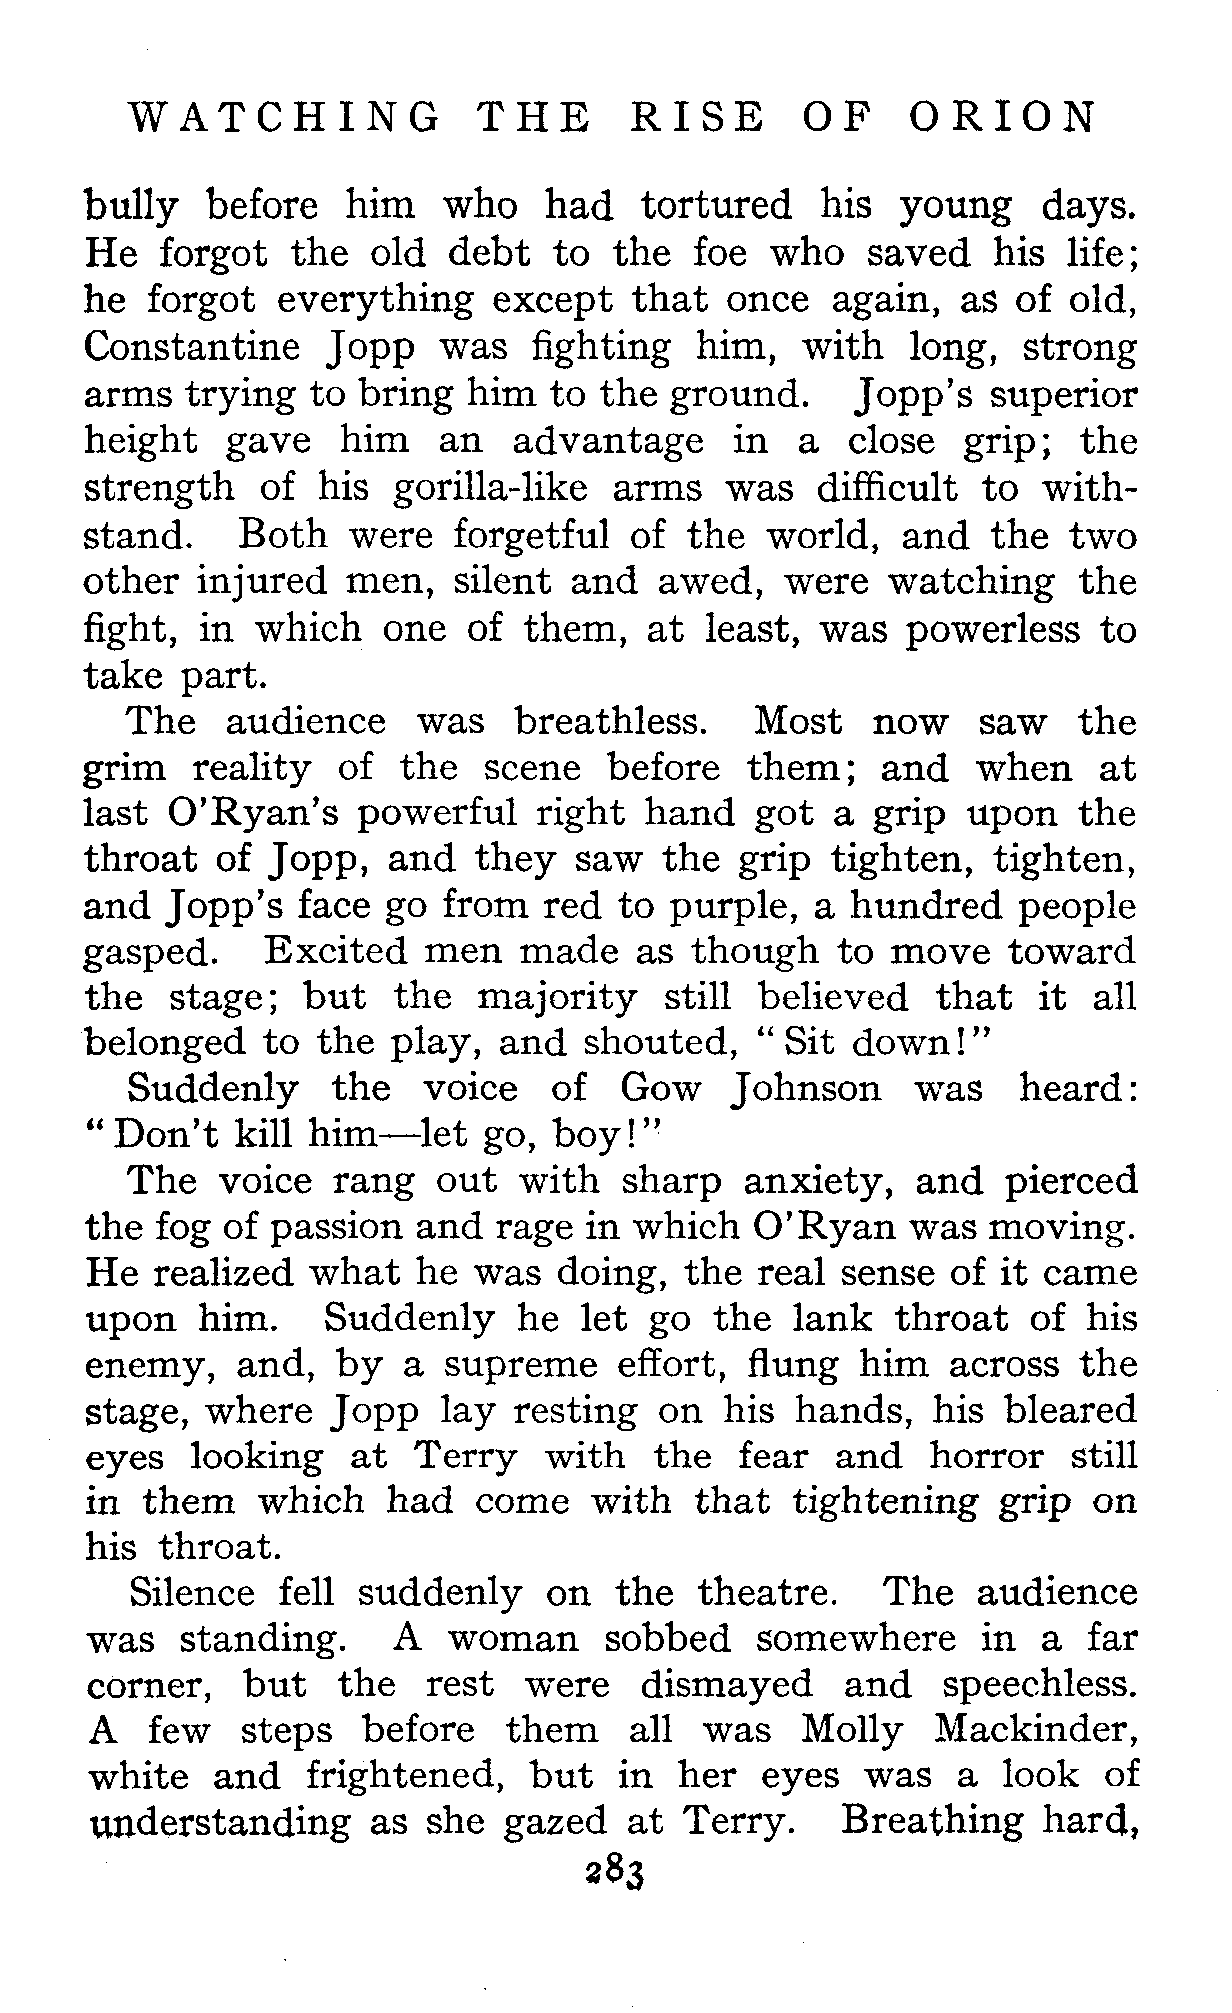 WATCHING THE RISE OF ORION
bully before him who had tortured his young days.
He forgot the old debt to the foe who saved his life;
he forgot everything except that once again, as of old,
Constantine Jopp was fighting him, with long, strong
arms trying to bring him to the ground. Jopp's superior
height gave him an advantage in a close grip; the
strength of his gorilla-like arms was difficult to with-
stand. Both were forgetful of the world, and the two
other injured men, silent and awed, were watching the
fight, in which one of them, at least, was powerless to
take part.
The audience was breathless. Most now saw the
grim reality of the scene before them; and when at
last O'Ryan's powerful right hand got a grip upon the
throat of Jopp, and they saw the grip tighten, tighten,
and Jopp's face go from red to purple, a hundred people
gasped. Excited men made as though to move toward
the stage; but the majority still believed that it all
belonged to the play, and shouted, "Sit down!"
Suddenly the voice of Gow Johnson was heard:
"Don't kill him—let go, boy!"
The voice rang out with sharp anxiety, and pierced
the fog of passion and rage in which O'Ryan was moving.
He realized what he was doing, the real sense of it came
upon him. Suddenly he let go the lank throat of his
enemy, and, by a supreme effort, flung him across the
stage, where Jopp lay resting on his hands, his bleared
eyes looking at Terry with the fear and horror still
in them which had come with that tightening grip on
his throat.
Silence fell suddenly on the theatre. The audience
was standing. A woman sobbed somewhere in a far
corner, but the rest were dismayed and speechless.
A few steps before them all was Molly Mackinder,
white and frightened, but in her eyes was a look of
understanding as she gazed at Terry. Breathing hard,
283